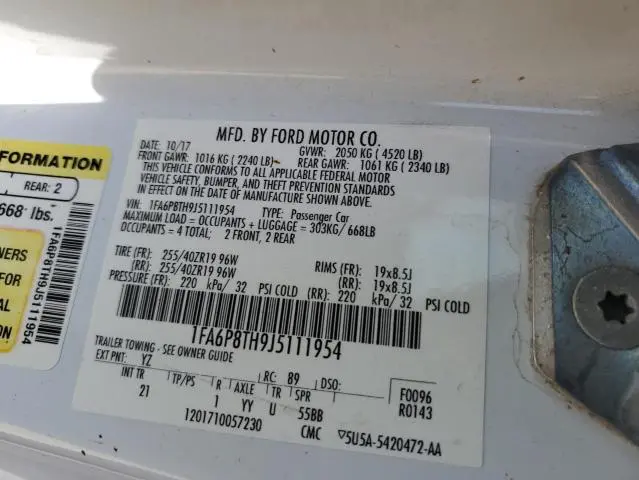 MFD. BY FORD MOTOR CO.
DATE: 10/17 GVWR: 2050 KG ( 4520 LB)
FRONT GAWR: 1016 KG ( 2240 LB) REAR GAWR: 1061 KG ( 2340 LB)
THIS VEHICLE CONFORMS TO ALL APPLICABLE FEDERAL MOTOR
VEHICLE SAFETY, BUMPER, AND THEFT PREVENTION STANDARDS
IN EFFECT ON THE DATE OF MANUFACTURE SHOWN ABOVE.
VIN: 1FA6P8TH9J5111954 TYPE: Passenger Car
MAXIMUM LOAD = OCCUPANTS + LUGGAGE = 303KG/ 668LB
OCCUPANTS = 4 TOTAL; 2 FRONT, 2 REAR
TIRE (FR): 255/40ZR19 96W RIMS (FR): 19x8.5J
(RR): 255/40ZR19 96W (RR): 19x8.5J
PRESSURE (FR): 220 kPa/ 32 PSI COLD (RR) 220 kPa/ 32 PSI COLD
1FA6P8TH9J5111954
TRAILER TOWING - SEE OWNER GUIDE
EXT PNT: YZ RC: 89 DSO: F0096
INT TR TP/PS R AXLE TR SPR R0143
21 1 YY U 55BB
1201710057230 CMC 5U5A-5420472-AA
FORMATION
REAR: 2
668 lbs.
1FA6P8TH9J5111954
NERS
FOR
AL
ION